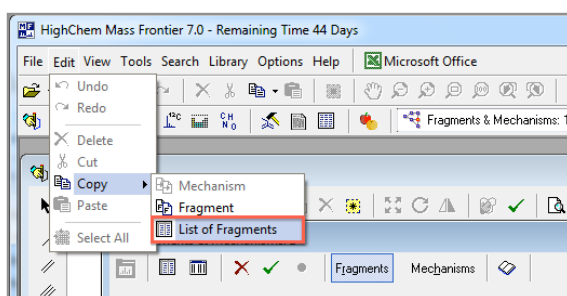 HighChem Mass Frontier 7.0 - Remaining Time 44 Days
File Edit View Tools Search Library Options Help Microsoft Office
Undo
Redo
Delete
Cut
Copy
Paste
Select All
Mechanism
Fragment
List of Fragments
Fragments & Mechanisms: 1
Fragments Mechanisms